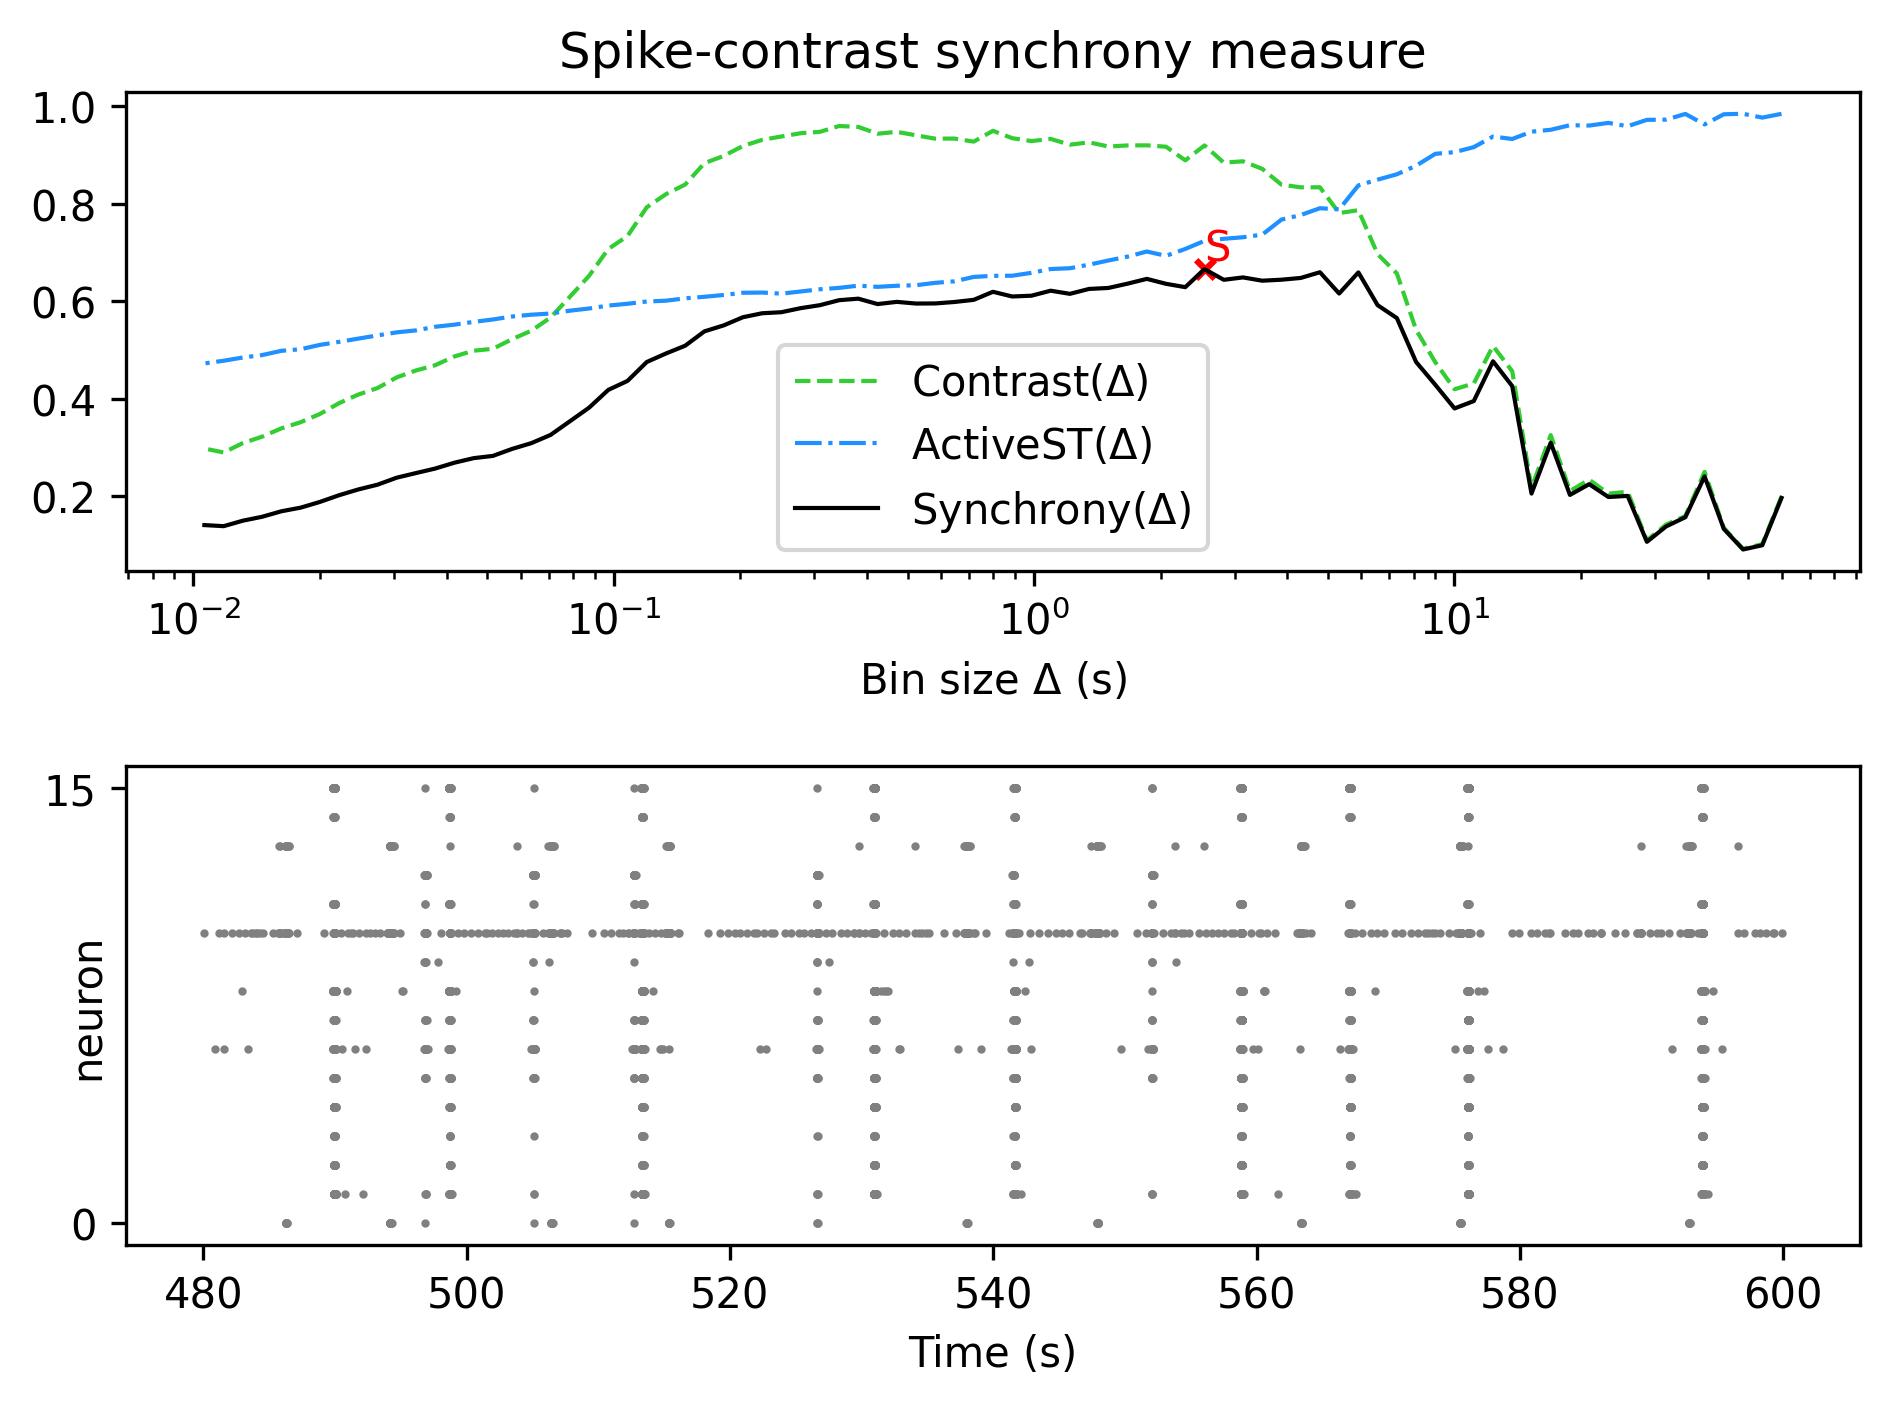 Spike-contrast synchrony measure
1.0
0.8
0.6
0.4
0.2
S
Contrast(Δ)
ActiveST(Δ)
Synchrony(Δ)
10⁻² 10⁻¹ 10⁰ 10¹
Bin size Δ (s)
15
neuron
0
480 500 520 540 560 580 600
Time (s)